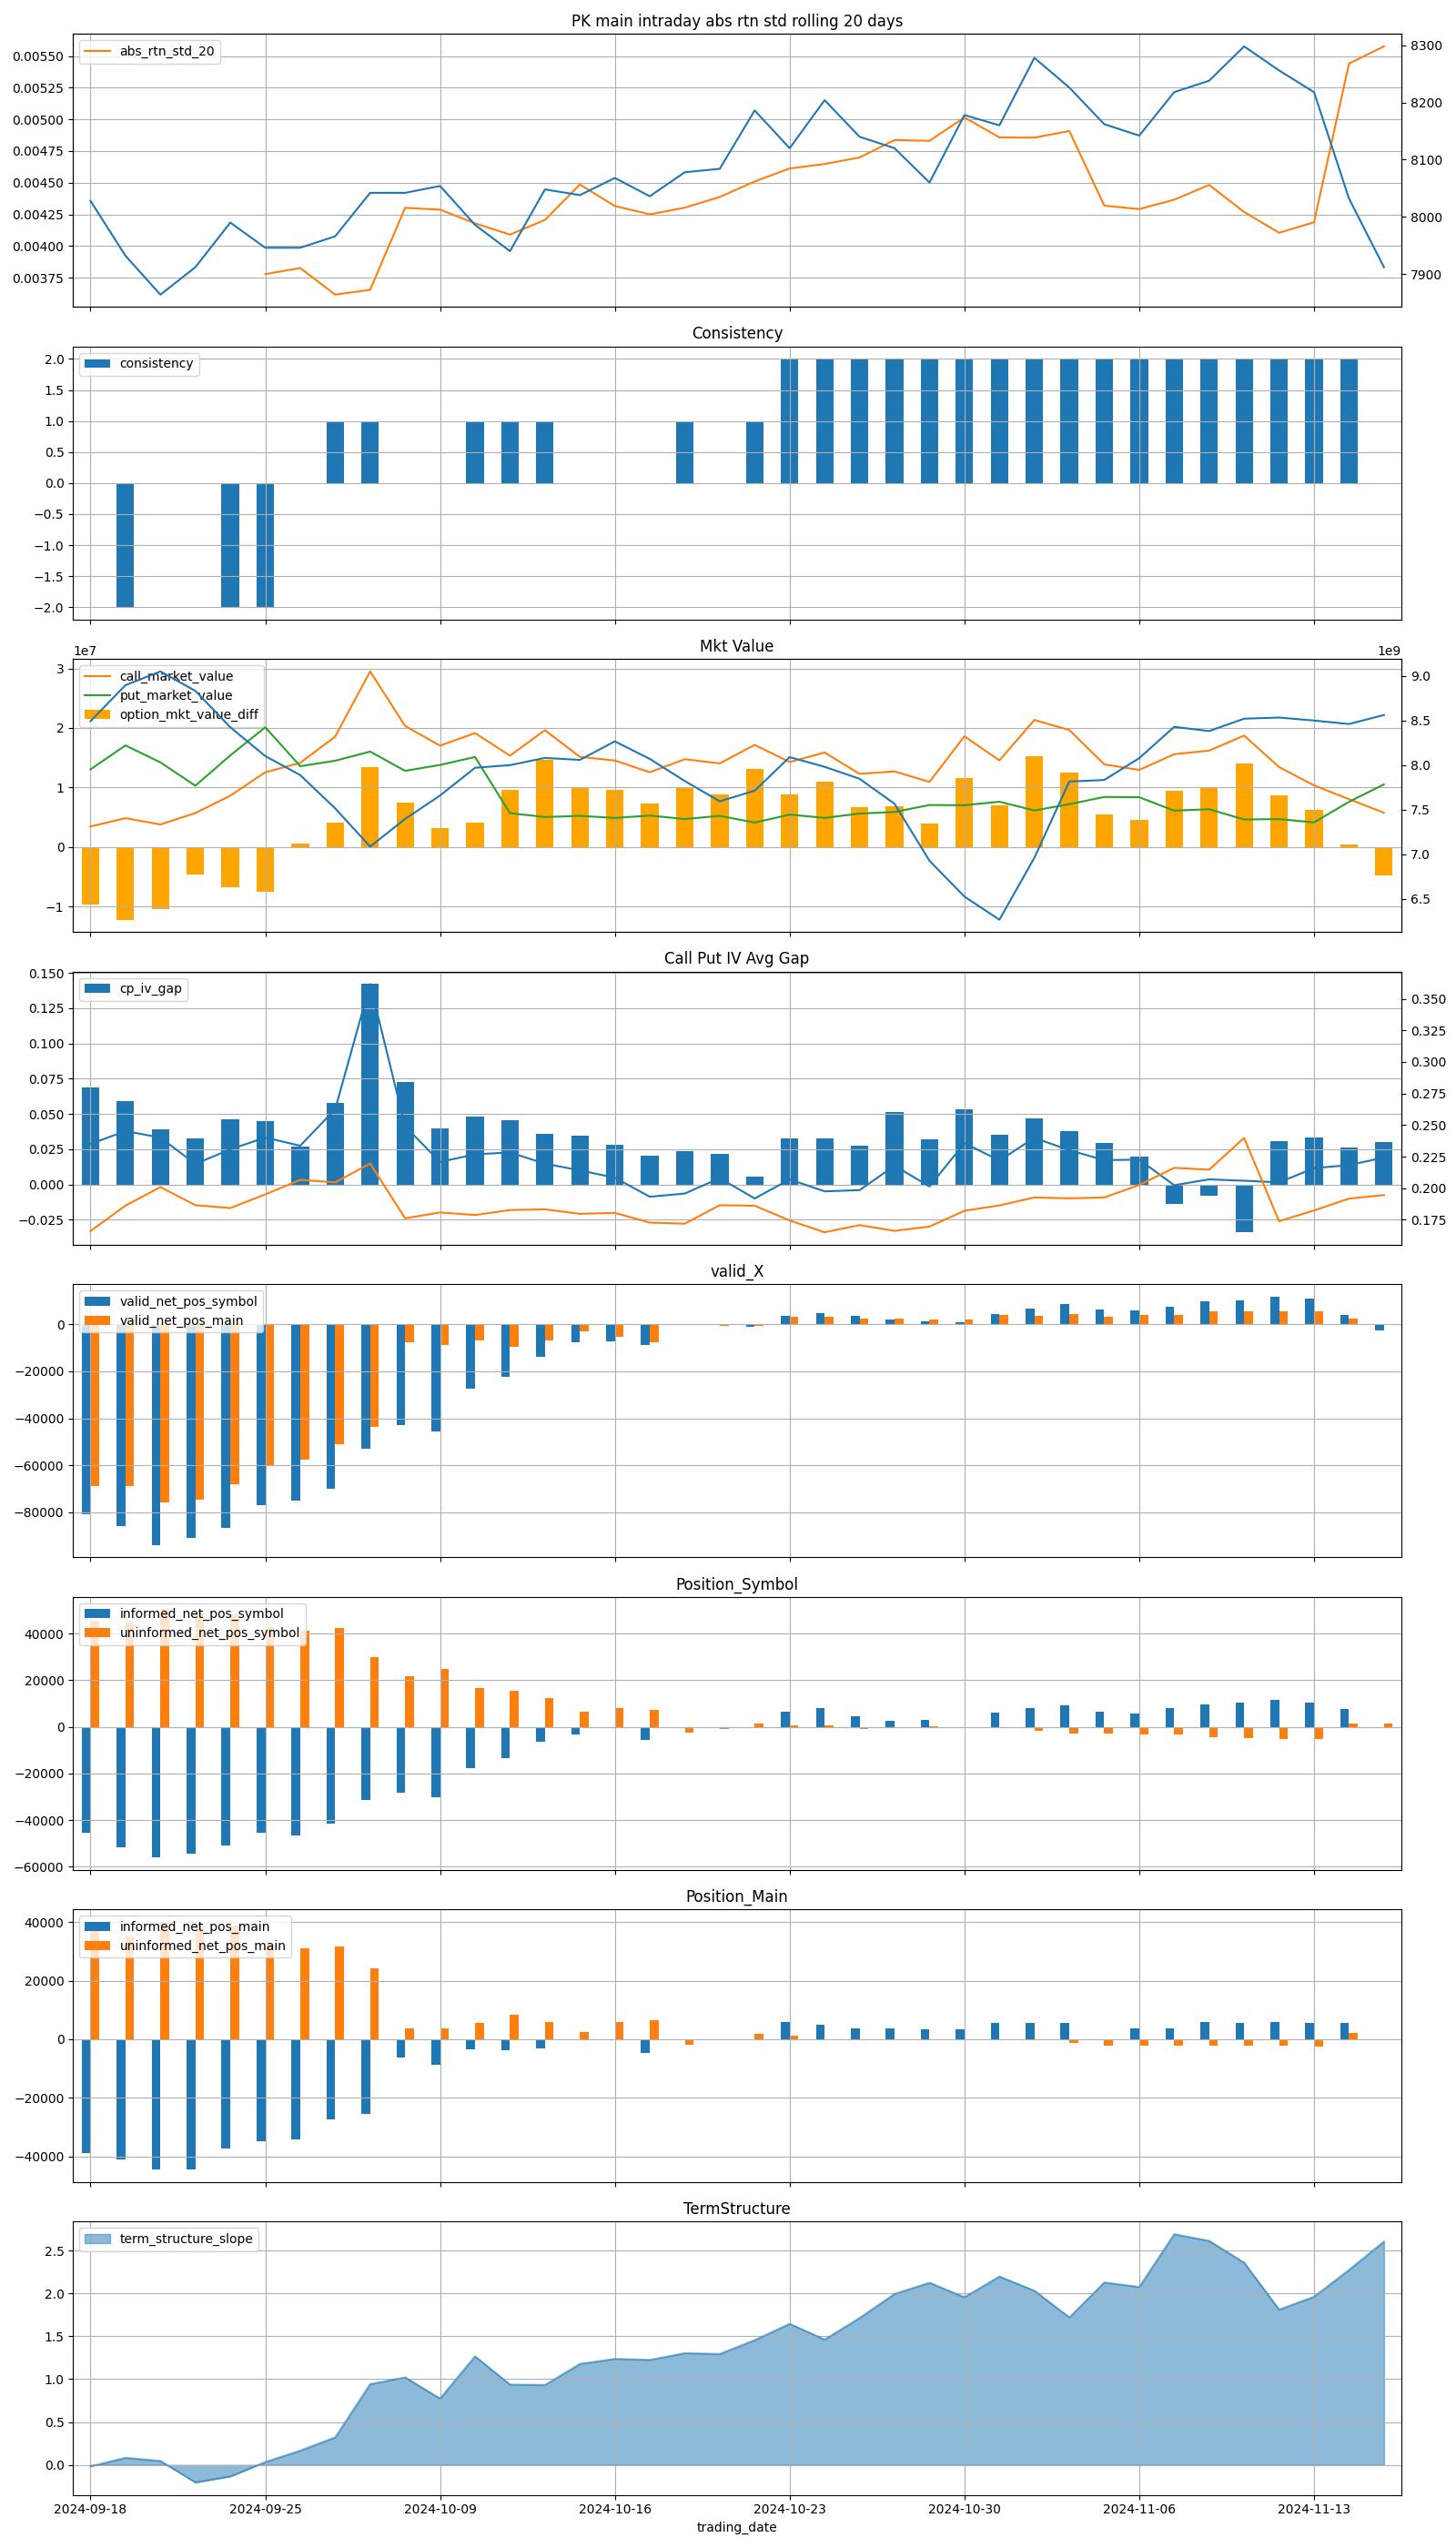 PK main intraday abs rtn std rolling 20 days
abs_rtn_std_20
0.00550
0.00525
0.00500
0.00475
0.00450
0.00425
0.00400
0.00375
8300
8200
8100
8000
7900
Consistency
consistency
2.0
1.5
1.0
0.5
0.0
−0.5
−1.0
−1.5
−2.0
Mkt Value
1e7
1e9
call_market_value
put_market_value
option_mkt_value_diff
3
2
1
0
−1
9.0
8.5
8.0
7.5
7.0
6.5
Call Put IV Avg Gap
cp_iv_gap
0.150
0.125
0.100
0.075
0.050
0.025
0.000
−0.025
0.350
0.325
0.300
0.275
0.250
0.225
0.200
0.175
valid_X
valid_net_pos_symbol
valid_net_pos_main
0
−20000
−40000
−60000
−80000
Position_Symbol
informed_net_pos_symbol
uninformed_net_pos_symbol
40000
20000
0
−20000
−40000
−60000
Position_Main
informed_net_pos_main
uninformed_net_pos_main
40000
20000
0
−20000
−40000
TermStructure
term_structure_slope
2.5
2.0
1.5
1.0
0.5
0.0
2024-09-18 2024-09-25 2024-10-09 2024-10-16 2024-10-23 2024-10-30 2024-11-06 2024-11-13
trading_date